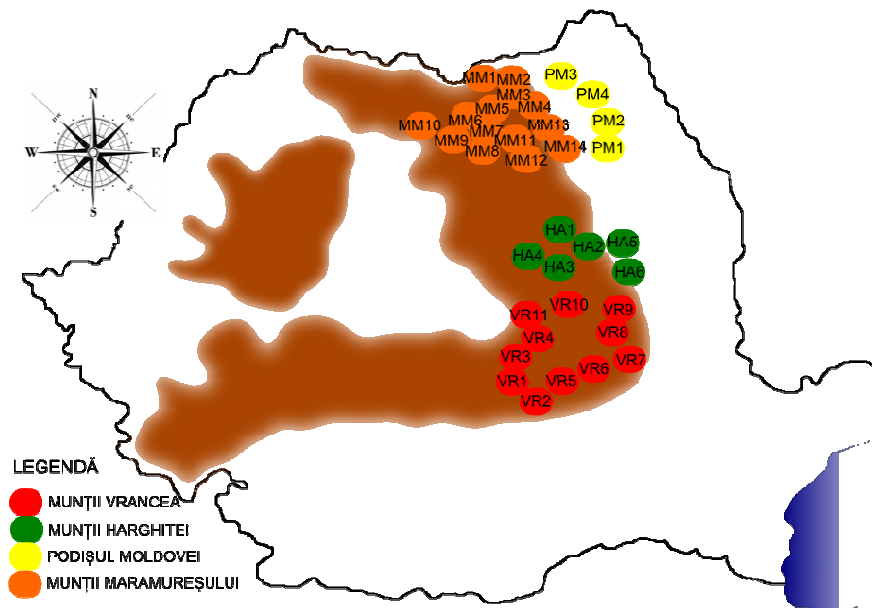 MM1
MM2
PM3
MM3
PM4
MM5
MM4
MM6
PM2
MM10
MM7
MM13
MM9
MM11
MM14
PM1
MM8
MM12
N
W
E
S
HA1
HA2
HA5
HA4
HA3
HA6
VR10
VR9
VR11
VR8
VR4
VR3
VR7
VR6
VR1
VR5
VR2
LEGENDĂ
MUNȚII VRANCEA
MUNȚII HARGHITEI
PODIȘUL MOLDOVEI
MUNȚII MARAMUREȘULUI